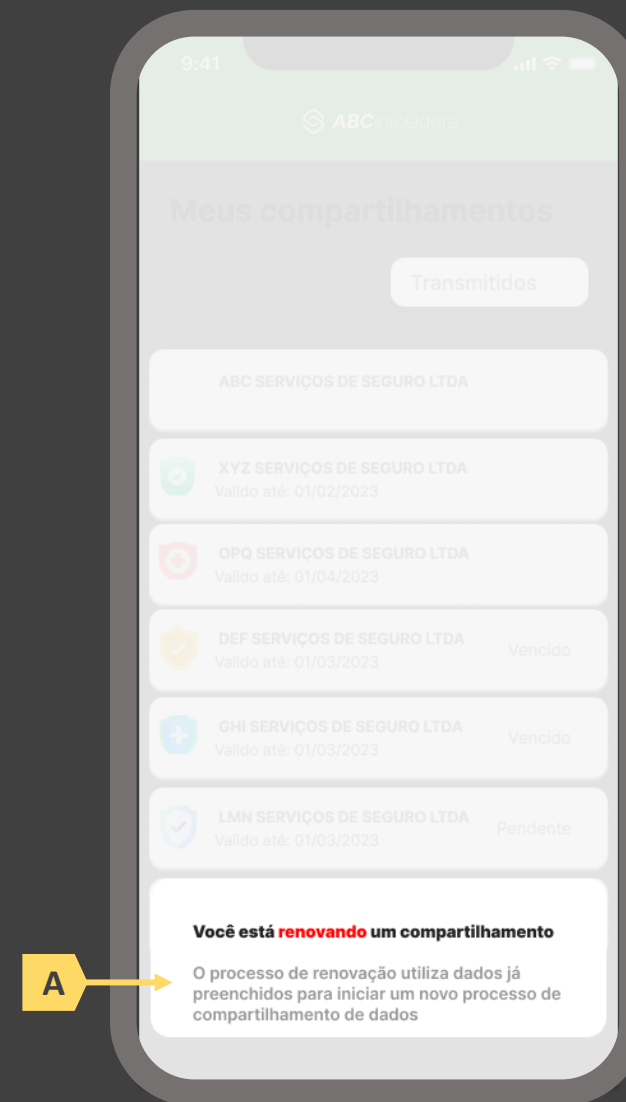 9:41
ABCiniciadora
Meus compartilhamentos
Transmitidos
ABC SERVIÇOS DE SEGURO LTDA
XYZ SERVIÇOS DE SEGURO LTDA
Valido até: 01/02/2023
OPQ SERVIÇOS DE SEGURO LTDA
Valido até: 01/04/2023
DEF SERVIÇOS DE SEGURO LTDA
Valido até: 01/03/2023
Vencido
GHI SERVIÇOS DE SEGURO LTDA
Valido até: 01/03/2023
Vencido
LMN SERVIÇOS DE SEGURO LTDA
Valido até: 01/03/2023
Pendente
Você está renovando um compartilhamento
A
O processo de renovação utiliza dados já
preenchidos para iniciar um novo processo de
compartilhamento de dados